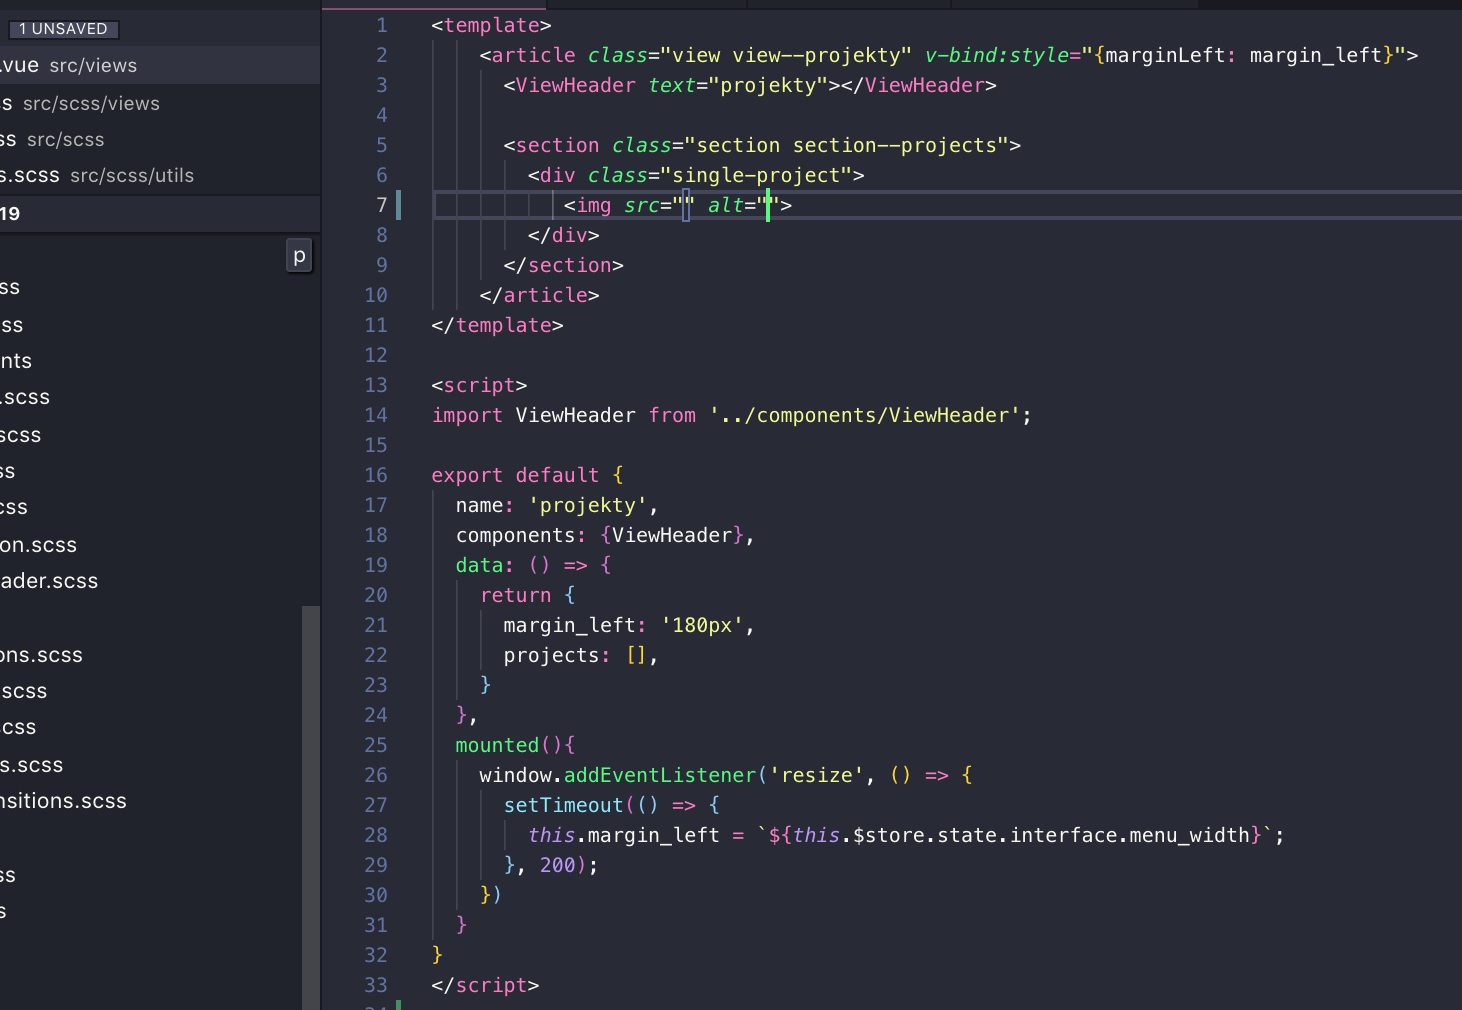 1 UNSAVED
.vue src/views
s src/scss/views
ss src/scss
s.scss src/scss/utils
19
p
ss
ss
nts
.scss
scss
ss
css
on.scss
ader.scss
ons.scss
scss
css
s.scss
nsitions.scss
ss
s
1 <template>
2 <article class="view view--projekty" v-bind:style="{marginLeft: margin_left}">
3 <ViewHeader text="projekty"></ViewHeader>
4
5 <section class="section section--projects">
6 <div class="single-project">
7 <img src="" alt="">
8 </div>
9 </section>
10 </article>
11 </template>
12
13 <script>
14 import ViewHeader from '../components/ViewHeader';
15
16 export default {
17 name: 'projekty',
18 components: {ViewHeader},
19 data: () => {
20 return {
21 margin_left: '180px',
22 projects: [],
23 }
24 },
25 mounted(){
26 window.addEventListener('resize', () => {
27 setTimeout(() => {
28 this.margin_left = `${this.$store.state.interface.menu_width}`;
29 }, 200);
30 })
31 }
32 }
33 </script>